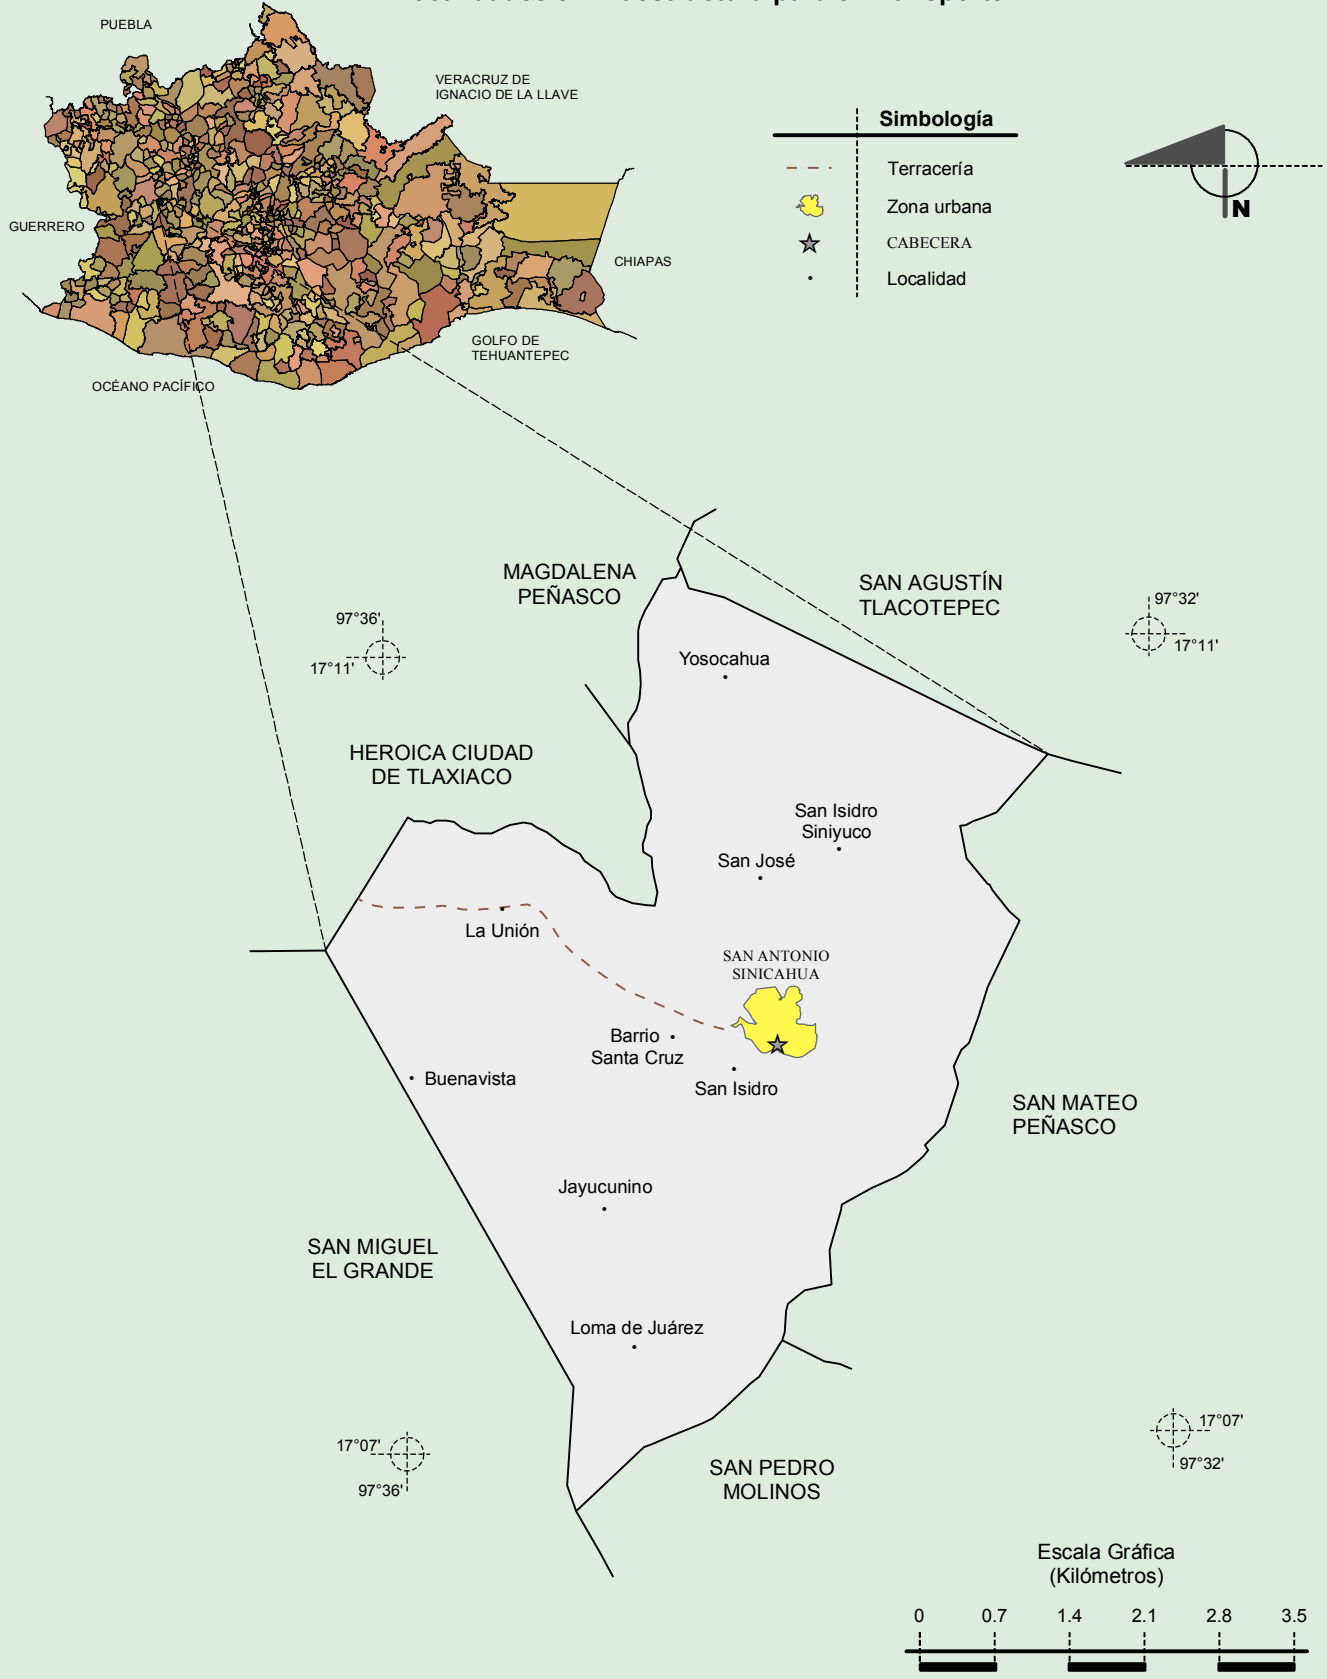 PUEBLA
VERACRUZ DE
IGNACIO DE LA LLAVE
GUERRERO
CHIAPAS
GOLFO DE
TEHUANTEPEC
OCÉANO PACÍFICO
Simbología
Terracería
Zona urbana
CABECERA
Localidad
N
MAGDALENA
PEÑASCO
SAN AGUSTÍN
TLACOTEPEC
97°36'
17°11'
97°32'
17°11'
Yosocahua
HEROICA CIUDAD
DE TLAXIACO
San Isidro
Siniyuco
San José
La Unión
SAN ANTONIO
SINICAHUA
Barrio
Santa Cruz
San Isidro
Buenavista
SAN MATEO
PEÑASCO
Jayucunino
SAN MIGUEL
EL GRANDE
Loma de Juárez
17°07'
97°36'
17°07'
97°32'
SAN PEDRO
MOLINOS
Escala Gráfica
(Kilómetros)
0 0.7 1.4 2.1 2.8 3.5